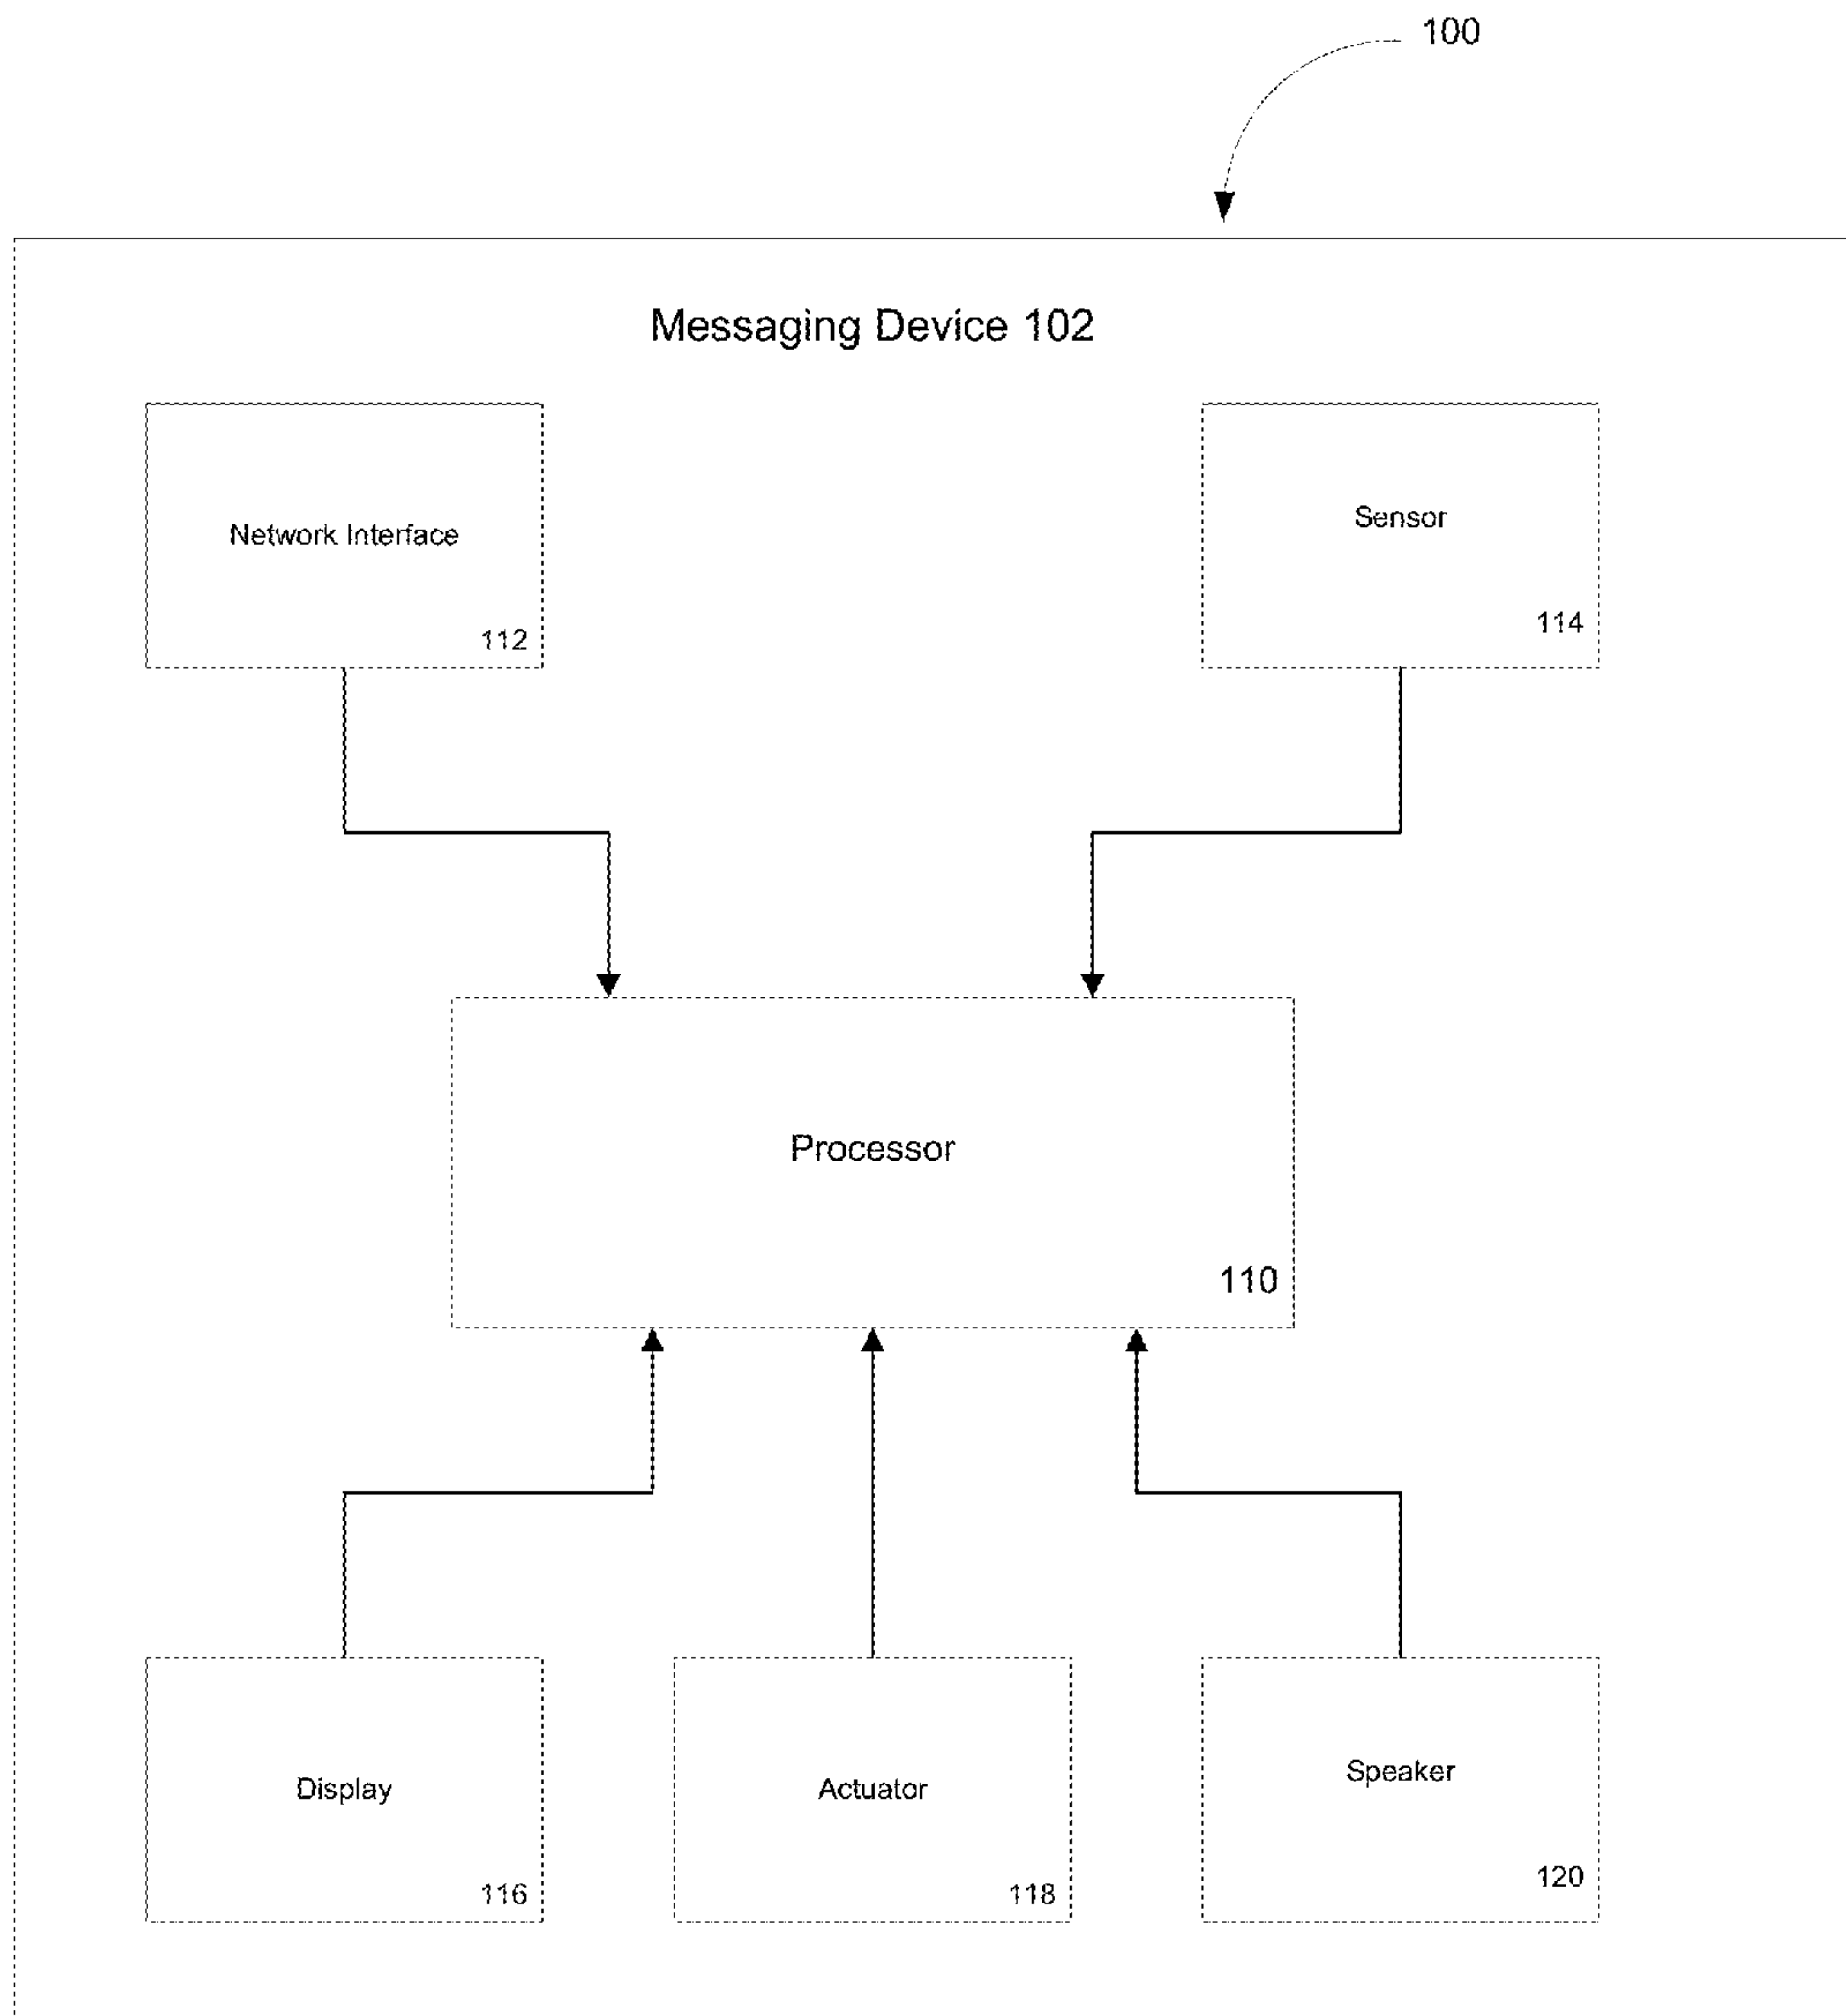 100
Messaging Device 102
Network Interface
112
Sensor
114
Processor
110
Display
116
Actuator
118
Speaker
120